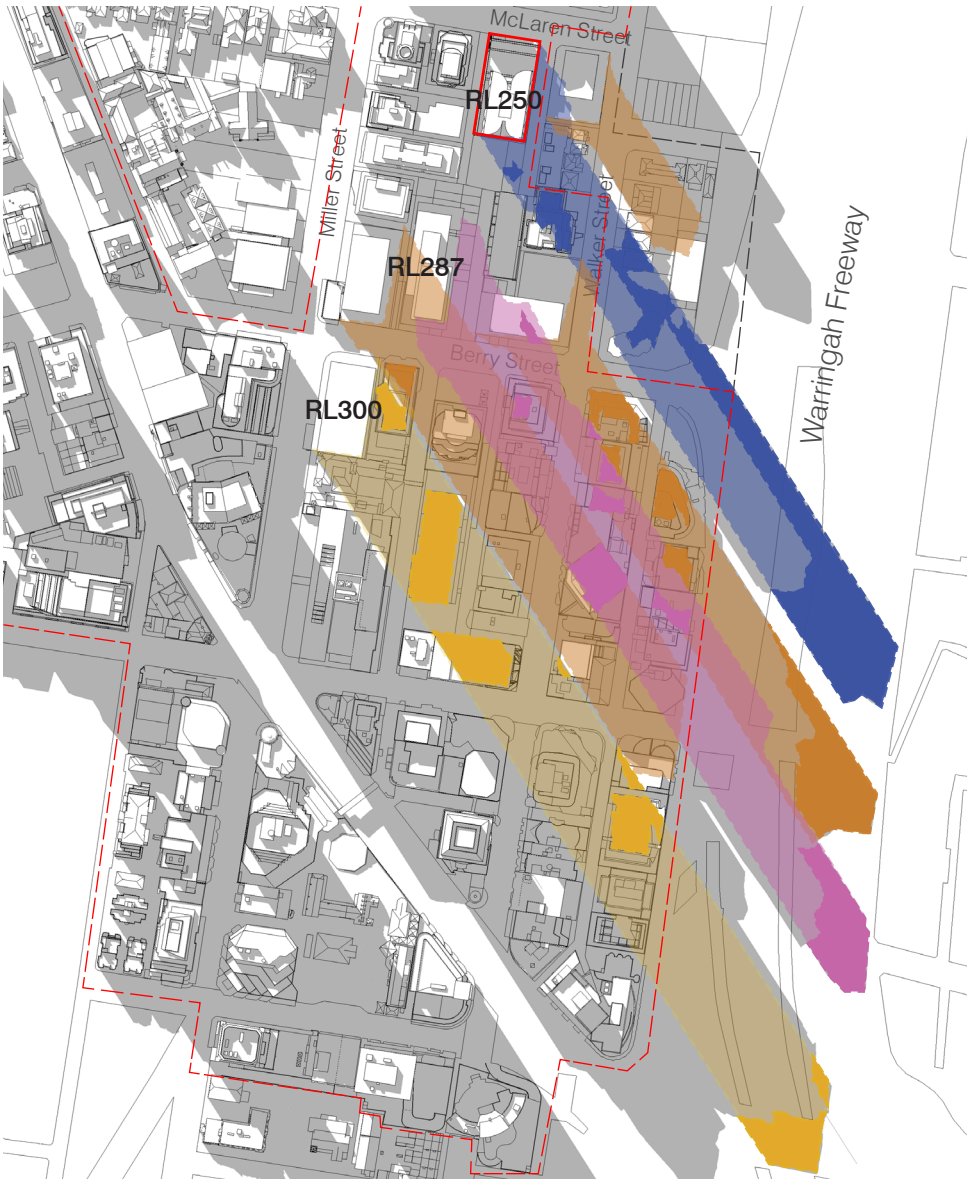 McLaren Street
RL250
Miller Street
Walker Street
RL287
Warringah Freeway
Berry Street
RL300